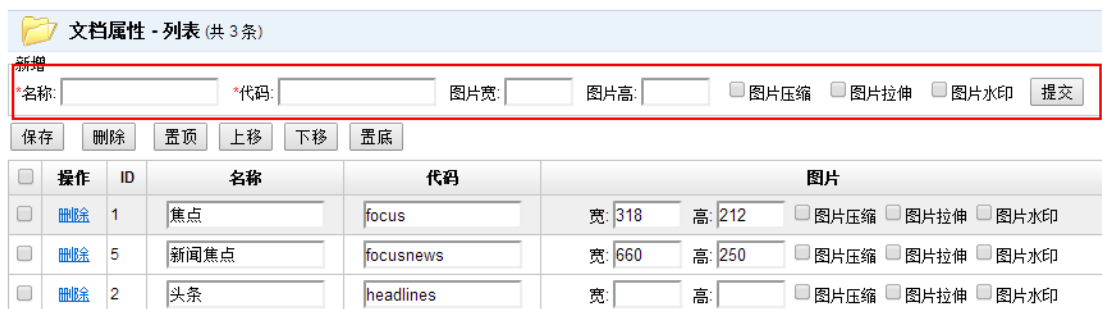 文档属性 - 列表 (共 3 条)
新增
*名称: *代码: 图片宽: 图片高: 图片压缩 图片拉伸 图片水印 提交
保存 删除 置顶 上移 下移 置底
操作 ID 名称 代码 图片
删除 1 焦点 focus 宽: 318 高: 212 图片压缩 图片拉伸 图片水印
删除 5 新闻焦点 focusnews 宽: 660 高: 250 图片压缩 图片拉伸 图片水印
删除 2 头条 headlines 宽: 高: 图片压缩 图片拉伸 图片水印